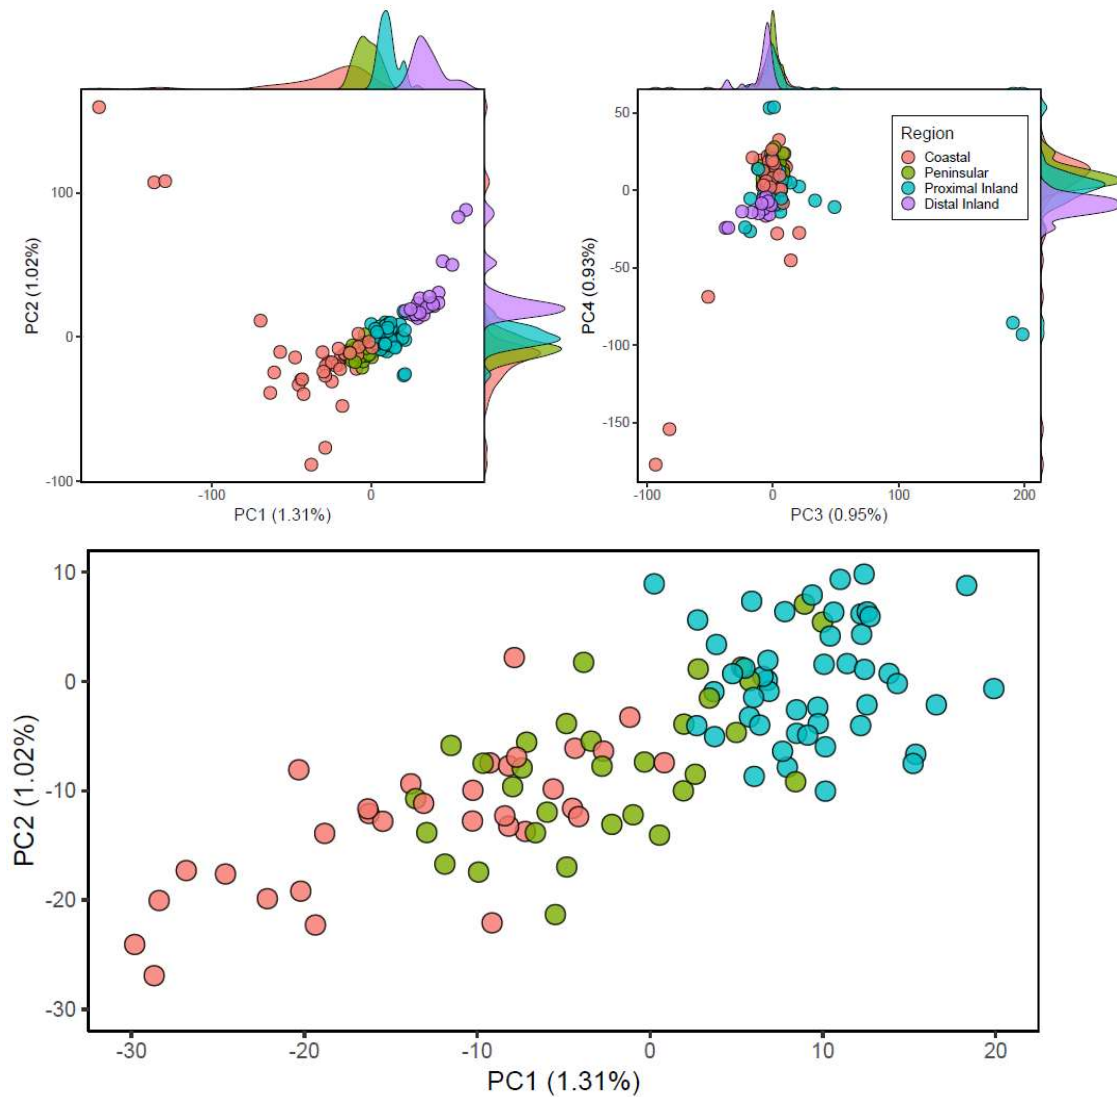 100
0
-100
PC2 (1.02%)
-100
0
PC1 (1.31%)
50
0
-50
-100
-150
PC4 (0.93%)
-100
0
100
200
PC3 (0.95%)
Region
Coastal
Peninsular
Proximal Inland
Distal Inland
10
0
-10
-20
-30
PC2 (1.02%)
-30
-20
-10
0
10
20
PC1 (1.31%)